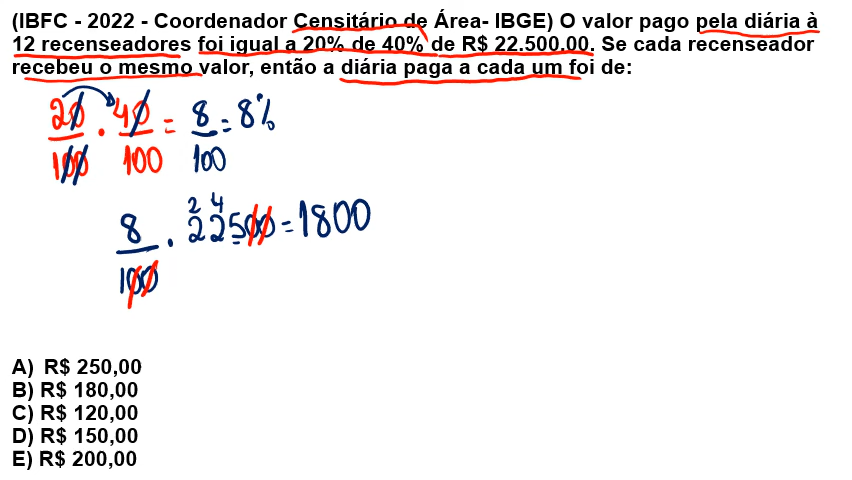 (IBFC - 2022 - Coordenador Censitário de Área- IBGE) O valor pago pela diária à
12 recenseadores foi igual a 20% de 40% de R$ 22.500,00. Se cada recenseador
recebeu o mesmo valor, então a diária paga a cada um foi de:
20/100 . 40/100 = 8/100 = 8%
8/100 . 22500 = 1800
2 4
A) R$ 250,00
B) R$ 180,00
C) R$ 120,00
D) R$ 150,00
E) R$ 200,00